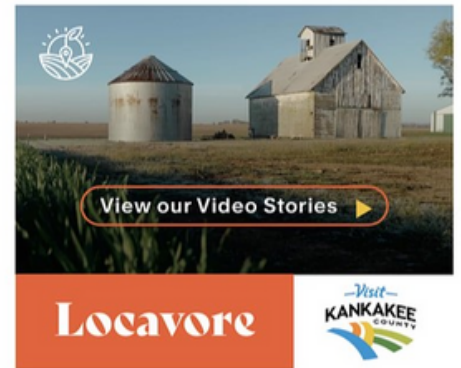 View our Video Stories
Locavore
Visit
KANKAKEE
COUNTY